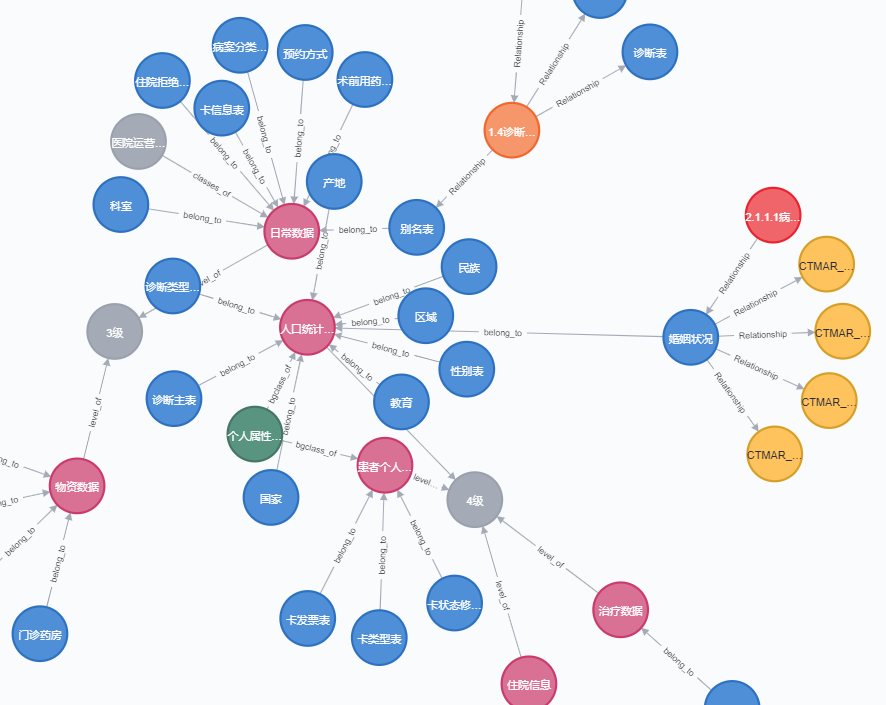 Relationship
Relationship
病案分类...
预约方式
诊断表
住院拒绝...
术前用药...
Relationship
卡信息表
belong_to
belong_to
1.4诊断...
医院运营...
belong_to
belong_to
ng_to
classes_of
Relationship
产地
科室
belong_to
日常数据
belong_to
别名表
2.1.1.1病...
belong_to
民族
Relationship
CTMAR_...
诊断类型...
vel_of
belong_to
belong_to
Relationship
3级
人口统计...
belong_to
区域
belong_to
婚姻状况
Relationship
CTMAR_...
belong_to
belong_to
性别表
Relationship
belong_to
诊断主表
bgclass_of
教育
Relationship
CTMAR_...
level_of
belong_to
个人属性...
bgclass_of
CTMAR_...
ng_to
患者个人...
level...
物资数据
国家
4级
ng_to
belong_to
belong_to
belong_to
belong_to
belong_to
level_of
level_of
门诊药房
卡发票表
卡类型表
卡状态修...
治疗数据
belong_to
住院信息